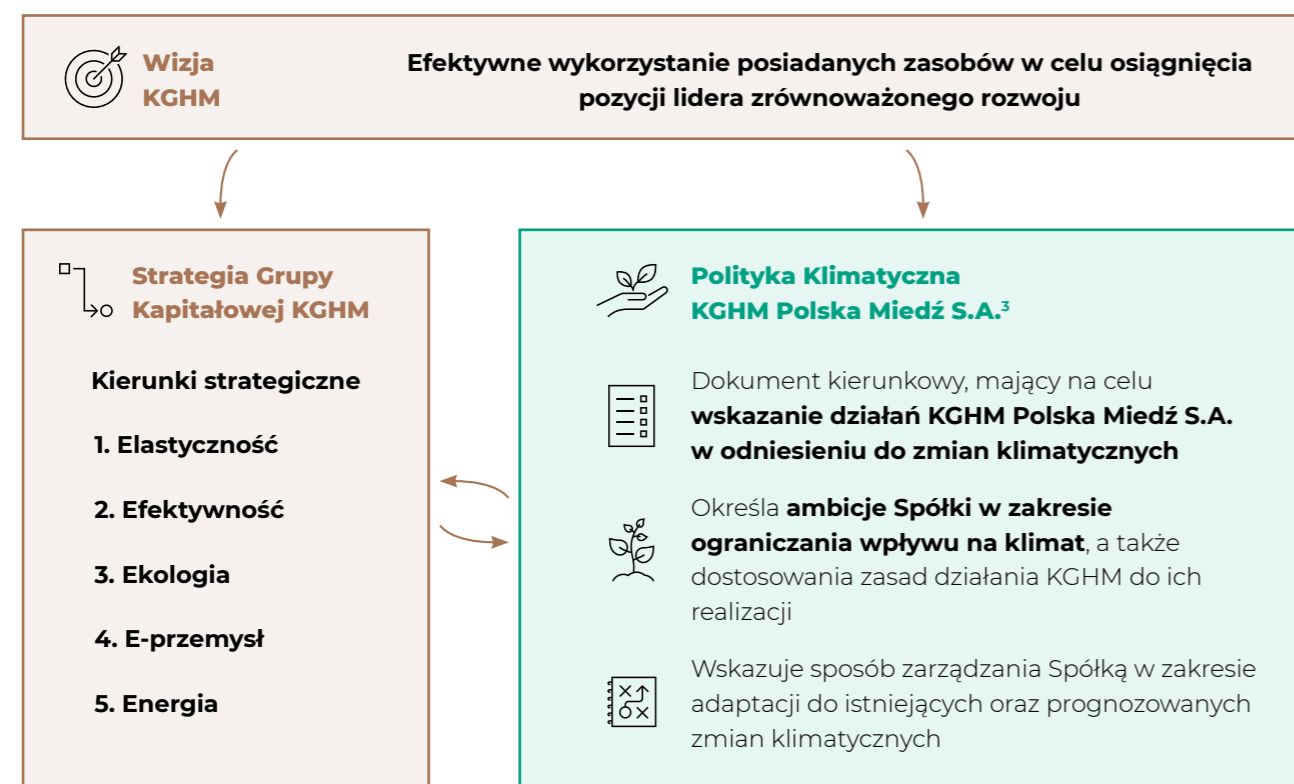 Wizja
KGHM
Efektywne wykorzystanie posiadanych zasobów w celu osiągnięcia
pozycji lidera zrównoważonego rozwoju
Strategia Grupy
Kapitałowej KGHM
Kierunki strategiczne
1. Elastyczność
2. Efektywność
3. Ekologia
4. E-przemysł
5. Energia
Polityka Klimatyczna
KGHM Polska Miedź S.A.³
Dokument kierunkowy, mający na celu
wskazanie działań KGHM Polska Miedź S.A.
w odniesieniu do zmian klimatycznych
Określa ambicje Spółki w zakresie
ograniczania wpływu na klimat, a także
dostosowania zasad działania KGHM do ich
realizacji
Wskazuje sposób zarządzania Spółką w zakresie
adaptacji do istniejących oraz prognozowanych
zmian klimatycznych